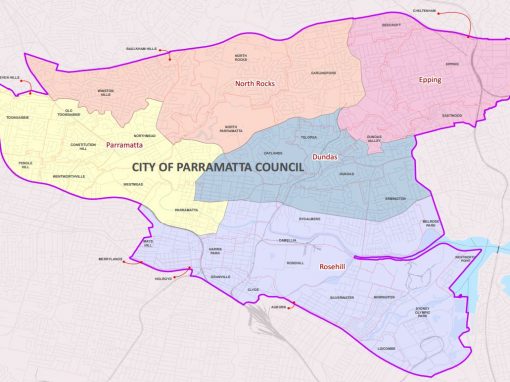 CHELTENHAM
BEECROFT
BAULKHAM HILLS
NORTH
ROCKS
EPPING
CARLINGFORD
Epping
SEVEN HILLS
North Rocks
WINSTON
HILLS
OLD
TOONGABBIE
TOONGABBIE
EASTWOOD
NORTHMEAD
NORTH
PARRAMATTA
TELOPEA
DUNDAS
VALLEY
CONSTITUTION
HILL
Parramatta
OATLANDS
Dundas
PENDLE
HILL
CITY OF PARRAMATTA COUNCIL
WENTWORTHVILLE
DUNDAS
WESTMEAD
ERMINGTON
PARRAMATTA
RYDALMERE
MELROSE
PARK
MAYS
HILL
HARRIS
PARK
CAMELLIA
WENTWORTH
POINT
MERRYLANDS
ROSEHILL
Rosehill
HOLROYD
GRANVILLE
CLYDE
SILVERWATER
NEWINGTON
AUBURN
SYDNEY
OLYMPIC
PARK
LIDCOMBE